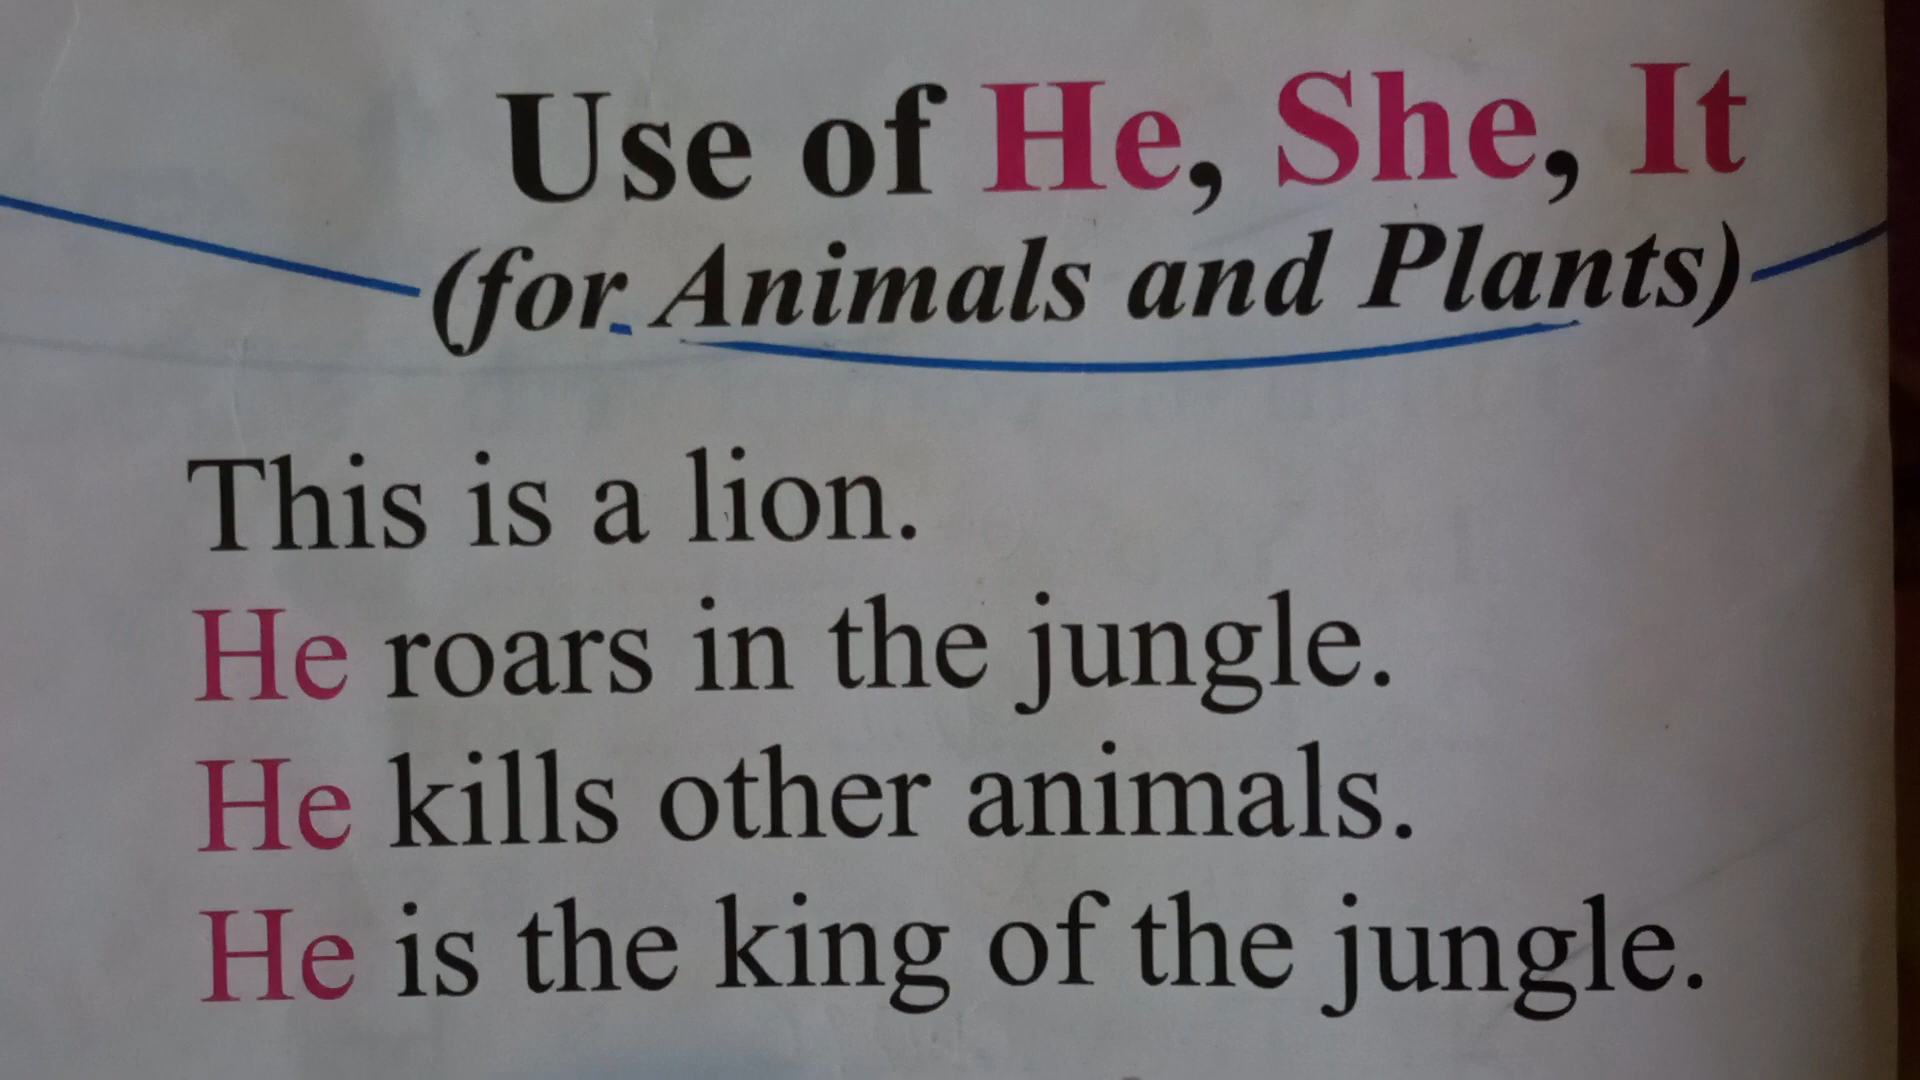 Use of He, She, It
(for Animals and Plants)
This is a lion.
He roars in the jungle.
He kills other animals.
He is the king of the jungle.